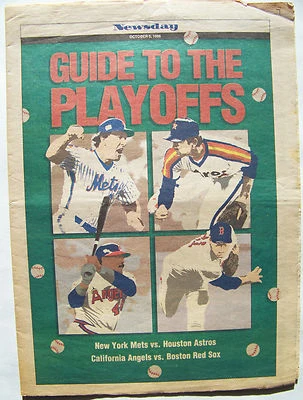 Newsday
OCTOBER 5, 1986
GUIDE TO THE
PLAYOFFS
Mets
ASTROS
ANGELS
4
B
New York Mets vs. Houston Astros
California Angels vs. Boston Red Sox